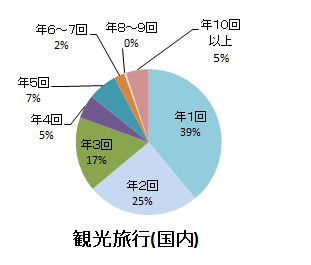 年1回
39%
年2回
25%
年3回
17%
年4回
5%
年5回
7%
年6～7回
2%
年8～9回
0%
年10回
以上
5%
観光旅行(国内)